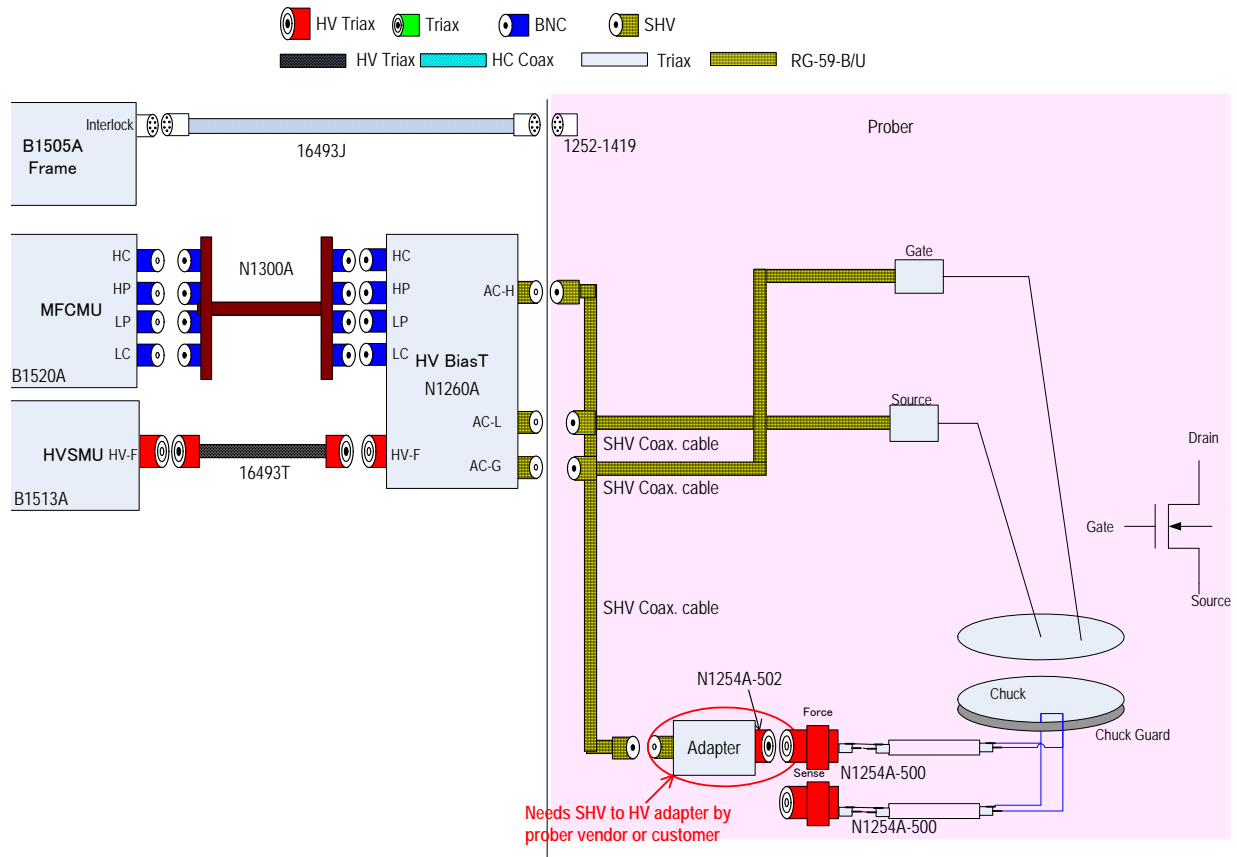 HV Triax
Triax
BNC
SHV
HV Triax
HC Coax
Triax
RG-59-B/U
B1505A
Frame
Interlock
16493J
1252-1419
Prober
MFCMU
B1520A
HC
HP
LP
LC
N1300A
HC
HP
LP
LC
HV BiasT
N1260A
AC-H
AC-L
AC-G
HV-F
HVSMU
HV-F
B1513A
16493T
Gate
Source
SHV Coax. cable
SHV Coax. cable
SHV Coax. cable
Drain
Gate
Source
Chuck
Chuck Guard
N1254A-502
Adapter
Force
N1254A-500
Sense
N1254A-500
Needs SHV to HV adapter by
prober vendor or customer